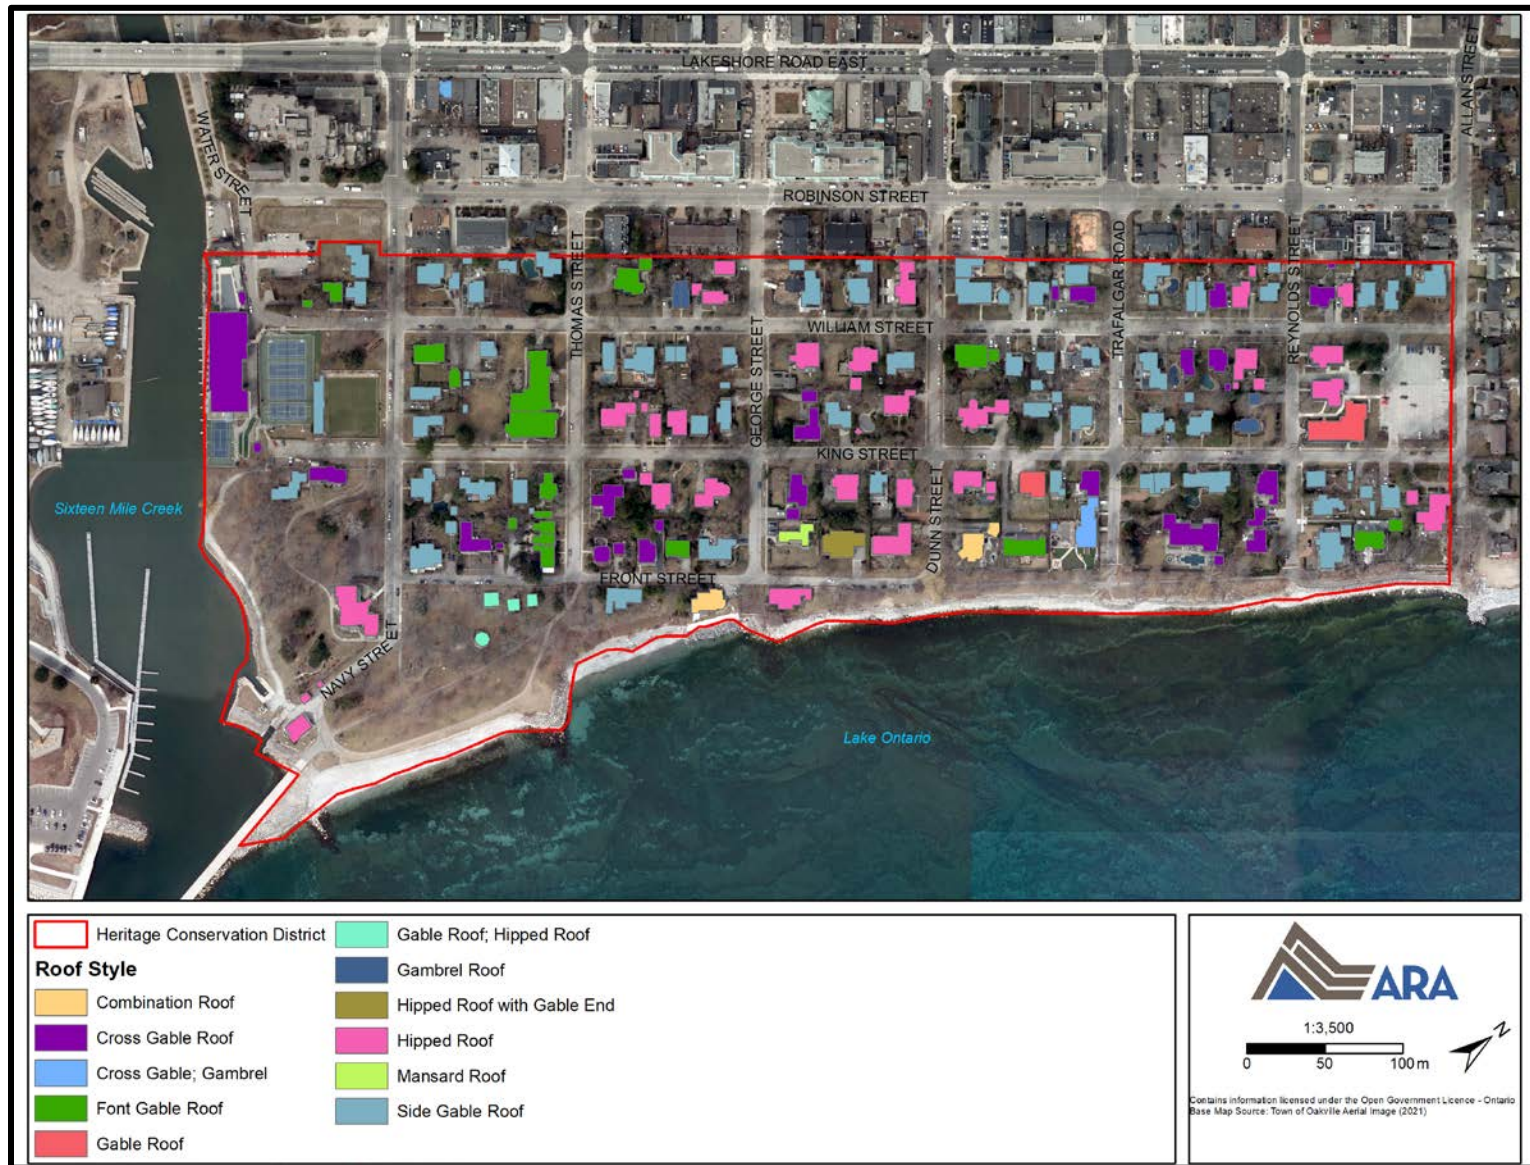 LAKESHORE ROAD EAST
ALLAN STREET
WATER STREET
ROBINSON STREET
THOMAS STREET
TRAFALGAR ROAD
REYNOLDS STREET
WILLIAM STREET
GEORGE STREET
KING STREET
Sixteen Mile Creek
DUNN STREET
FRONT STREET
NAVY STREET
Lake Ontario
Heritage Conservation District
Roof Style
Combination Roof
Cross Gable Roof
Cross Gable; Gambrel
Font Gable Roof
Gable Roof
Gable Roof; Hipped Roof
Gambrel Roof
Hipped Roof with Gable End
Hipped Roof
Mansard Roof
Side Gable Roof
ARA
1:3,500
N
0 50 100 m
Contains information licensed under the Open Government Licence - Ontario
Base Map Source: Town of Oakville Aerial Image (2021)